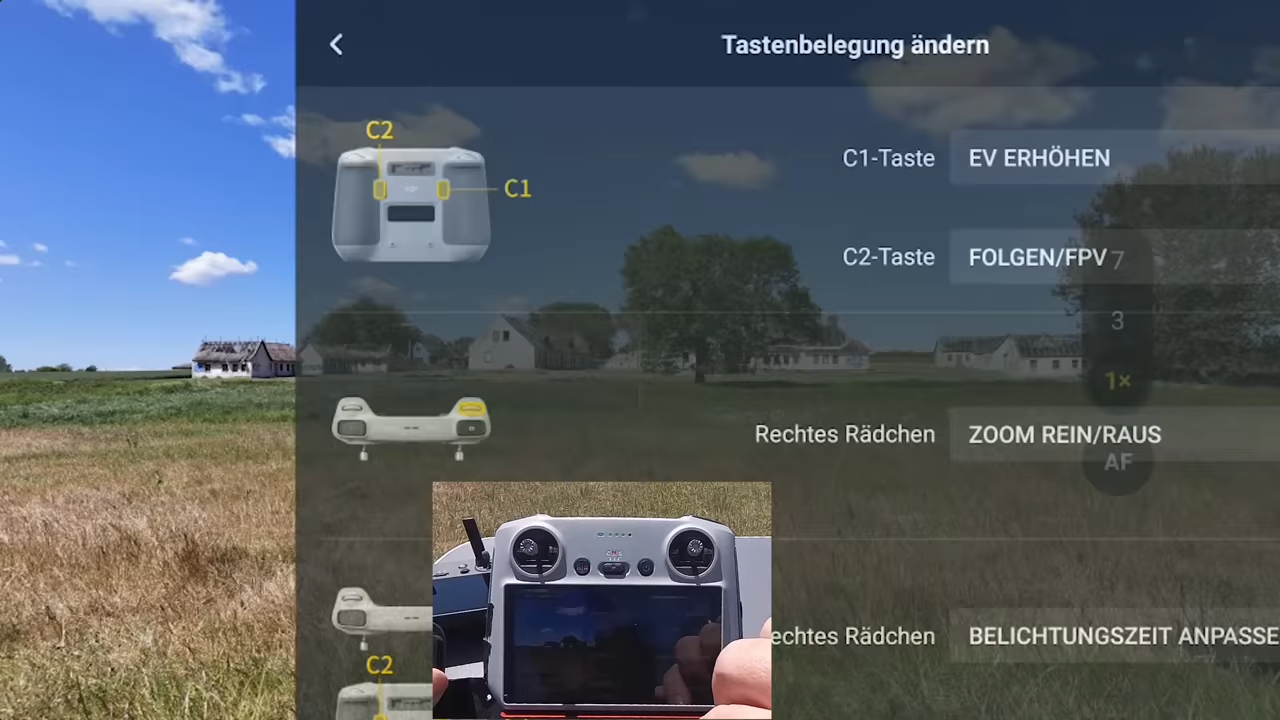 Tastenbelegung ändern
C2
C1
C1-Taste EV ERHÖHEN
C2-Taste FOLGEN/FPV
7
3
1×
Rechtes Rädchen ZOOM REIN/RAUS
AF
echtes Rädchen BELICHTUNGSZEIT ANPASSE
C2